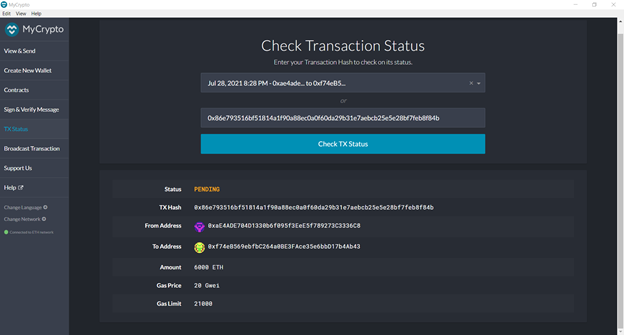 MyCrypto
Edit View Help
MyCrypto
View & Send
Create New Wallet
Contracts
Sign & Verify Message
TX Status
Broadcast Transaction
Support Us
Help
Change Language
Change Network
Connected to ETH network
Check Transaction Status
Enter your Transaction Hash to check on its status.
Jul 28, 2021 8:28 PM - 0xae4ade... to 0xf74eB5...
or
0x86e793516bf51814a1f90a88ec0a0f60da29b31e7aebcb25e5e28bf7feb8f84b
Check TX Status
Status PENDING
TX Hash 0x86e793516bf51814a1f90a88ec0a0f60da29b31e7aebcb25e5e28bf7feb8f84b
From Address 0xaE4ADE704D1330b6f095f3EeE5f789273C3336C8
To Address 0xf74eB569ebfbC264a0BE3FAce35e6bbD17b4Ab43
Amount 6000 ETH
Gas Price 20 Gwei
Gas Limit 21000